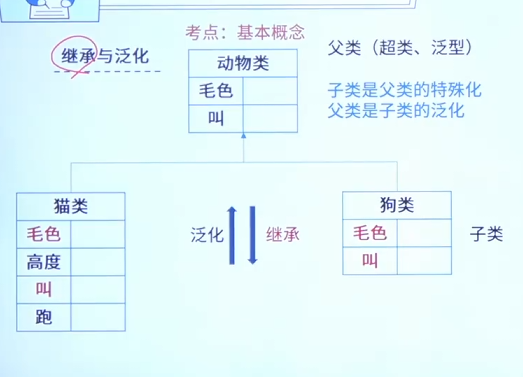 考点：基本概念
继承与泛化
父类（超类、泛型）
动物类
毛色
叫
子类是父类的特殊化
父类是子类的泛化
猫类
毛色
高度
叫
跑
泛化
继承
狗类
毛色
叫
子类